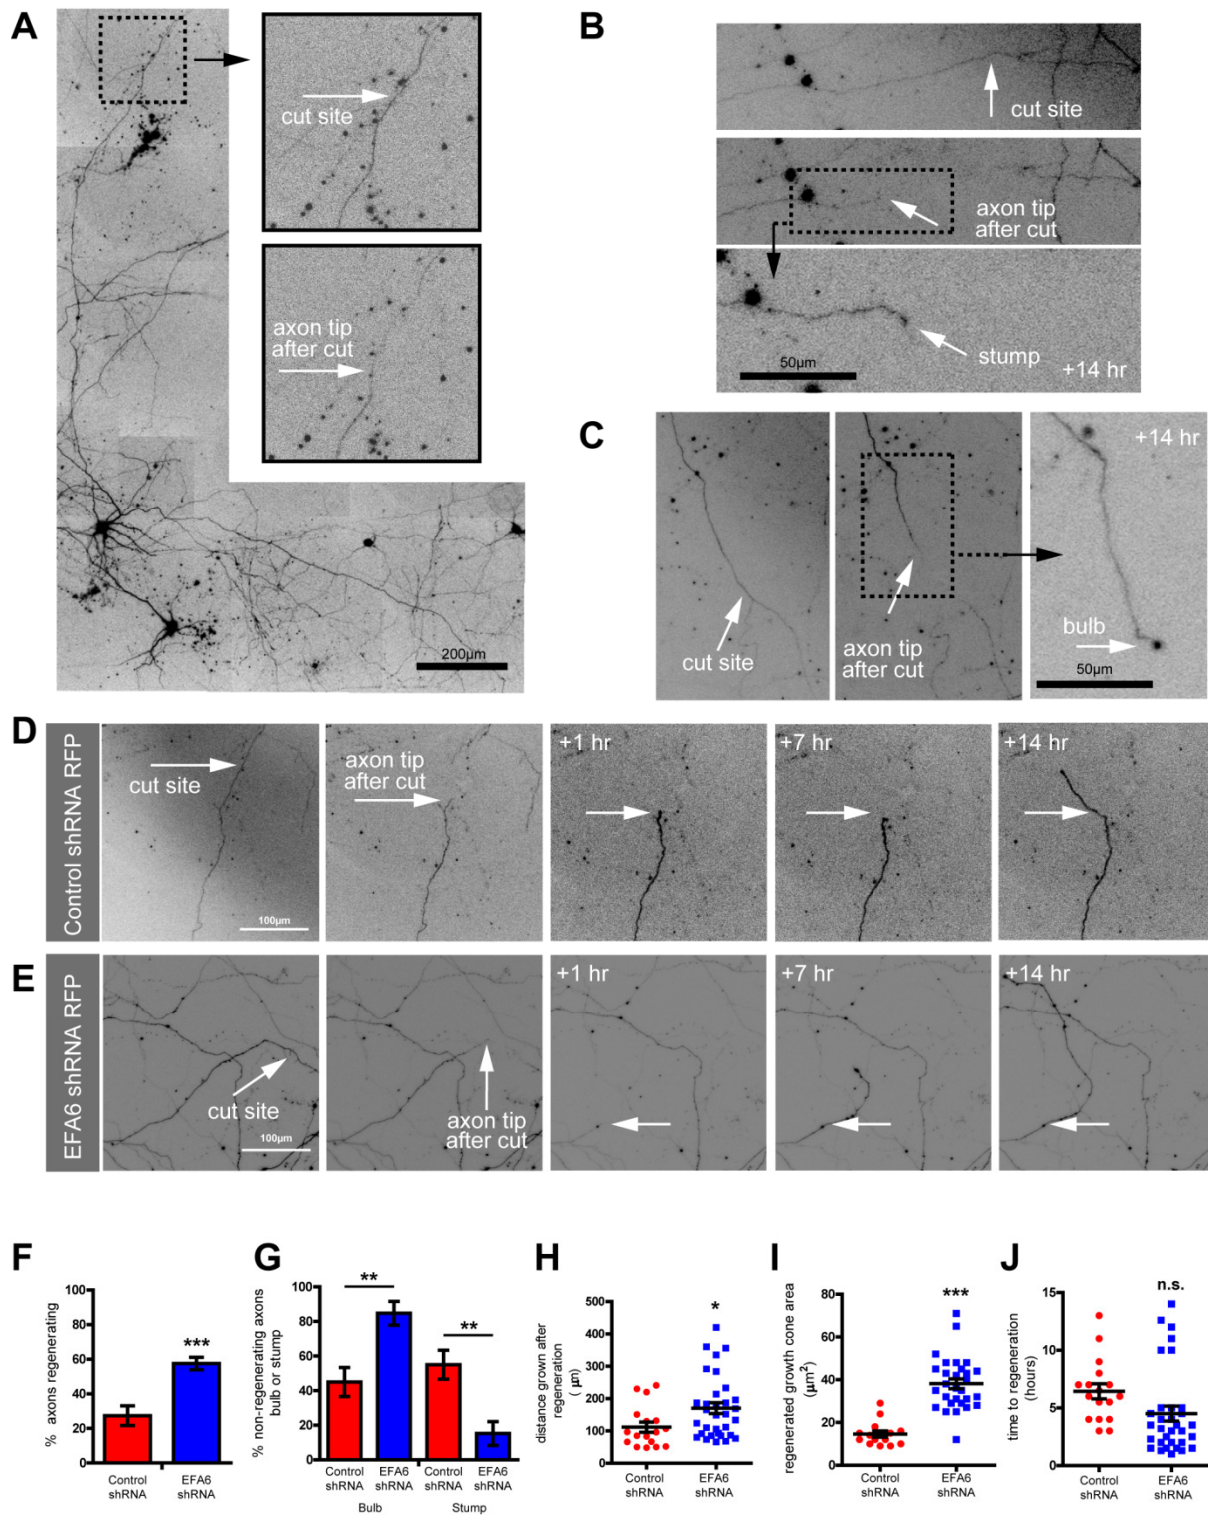 A
cut site
axon tip
after cut
200µm
B
cut site
axon tip
after cut
stump
50µm
+14 hr
C
cut site
axon tip
after cut
+14 hr
bulb
50µm
D
Control shRNA RFP
cut site
100µm
axon tip
after cut
+1 hr
+7 hr
+14 hr
E
EFA6 shRNA RFP
cut site
100µm
axon tip
after cut
+1 hr
+7 hr
+14 hr
F
% axons regenerating
100
80
60
40
20
0
***
Control
shRNA
EFA6
shRNA
G
% non-regenerating axons
bulb or stump
100
80
60
40
20
0
**
**
Control
shRNA
EFA6
shRNA
Control
shRNA
EFA6
shRNA
Bulb
Stump
H
distance grown after
regeneration
( µm)
500
400
300
200
100
0
*
Control
shRNA
EFA6
shRNA
I
regenerated growth cone area
(µm²)
80
60
40
20
0
***
Control
shRNA
EFA6
shRNA
J
time to regeneration
(hours)
15
10
5
0
n.s.
Control
shRNA
EFA6
shRNA